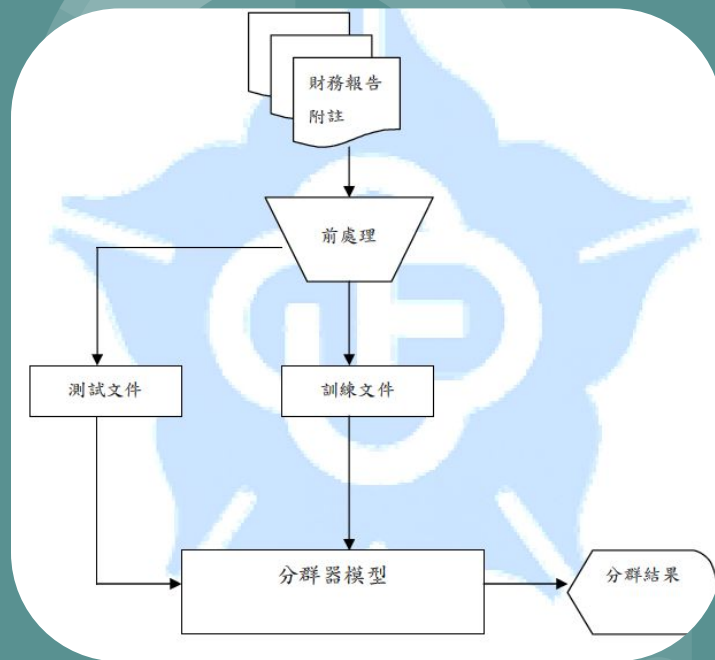 財務報告
附註
前處理
測試文件
訓練文件
分群器模型
分群結果